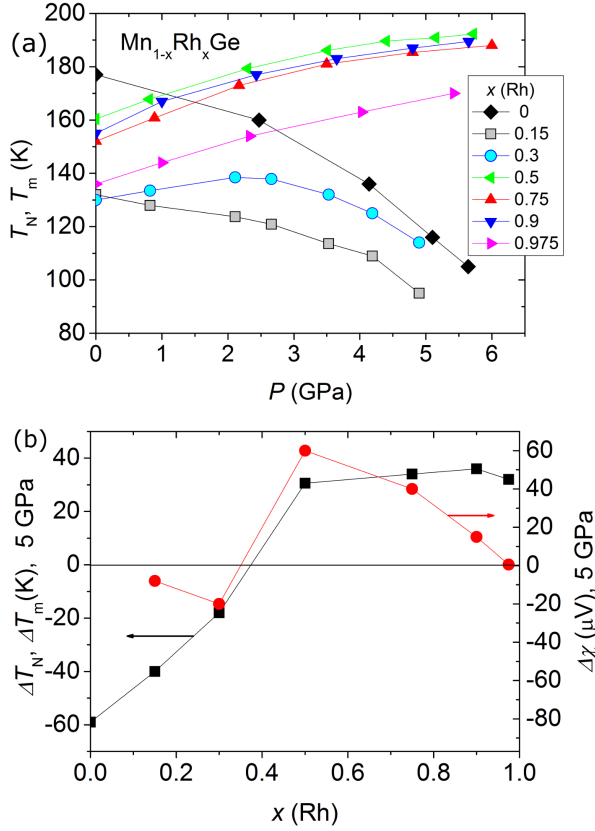 (a)
Mn1-xRhxGe
200
180
160
140
120
100
80
TN, Tm (K)
x (Rh)
0
0.15
0.3
0.5
0.75
0.9
0.975
0 1 2 3 4 5 6
P (GPa)
(b)
40
20
0
-20
-40
-60
ΔTN, ΔTm(K), 5 GPa
60
40
20
0
-20
-40
-60
-80
Δχ (μV), 5 GPa
0.0 0.2 0.4 0.6 0.8 1.0
x (Rh)